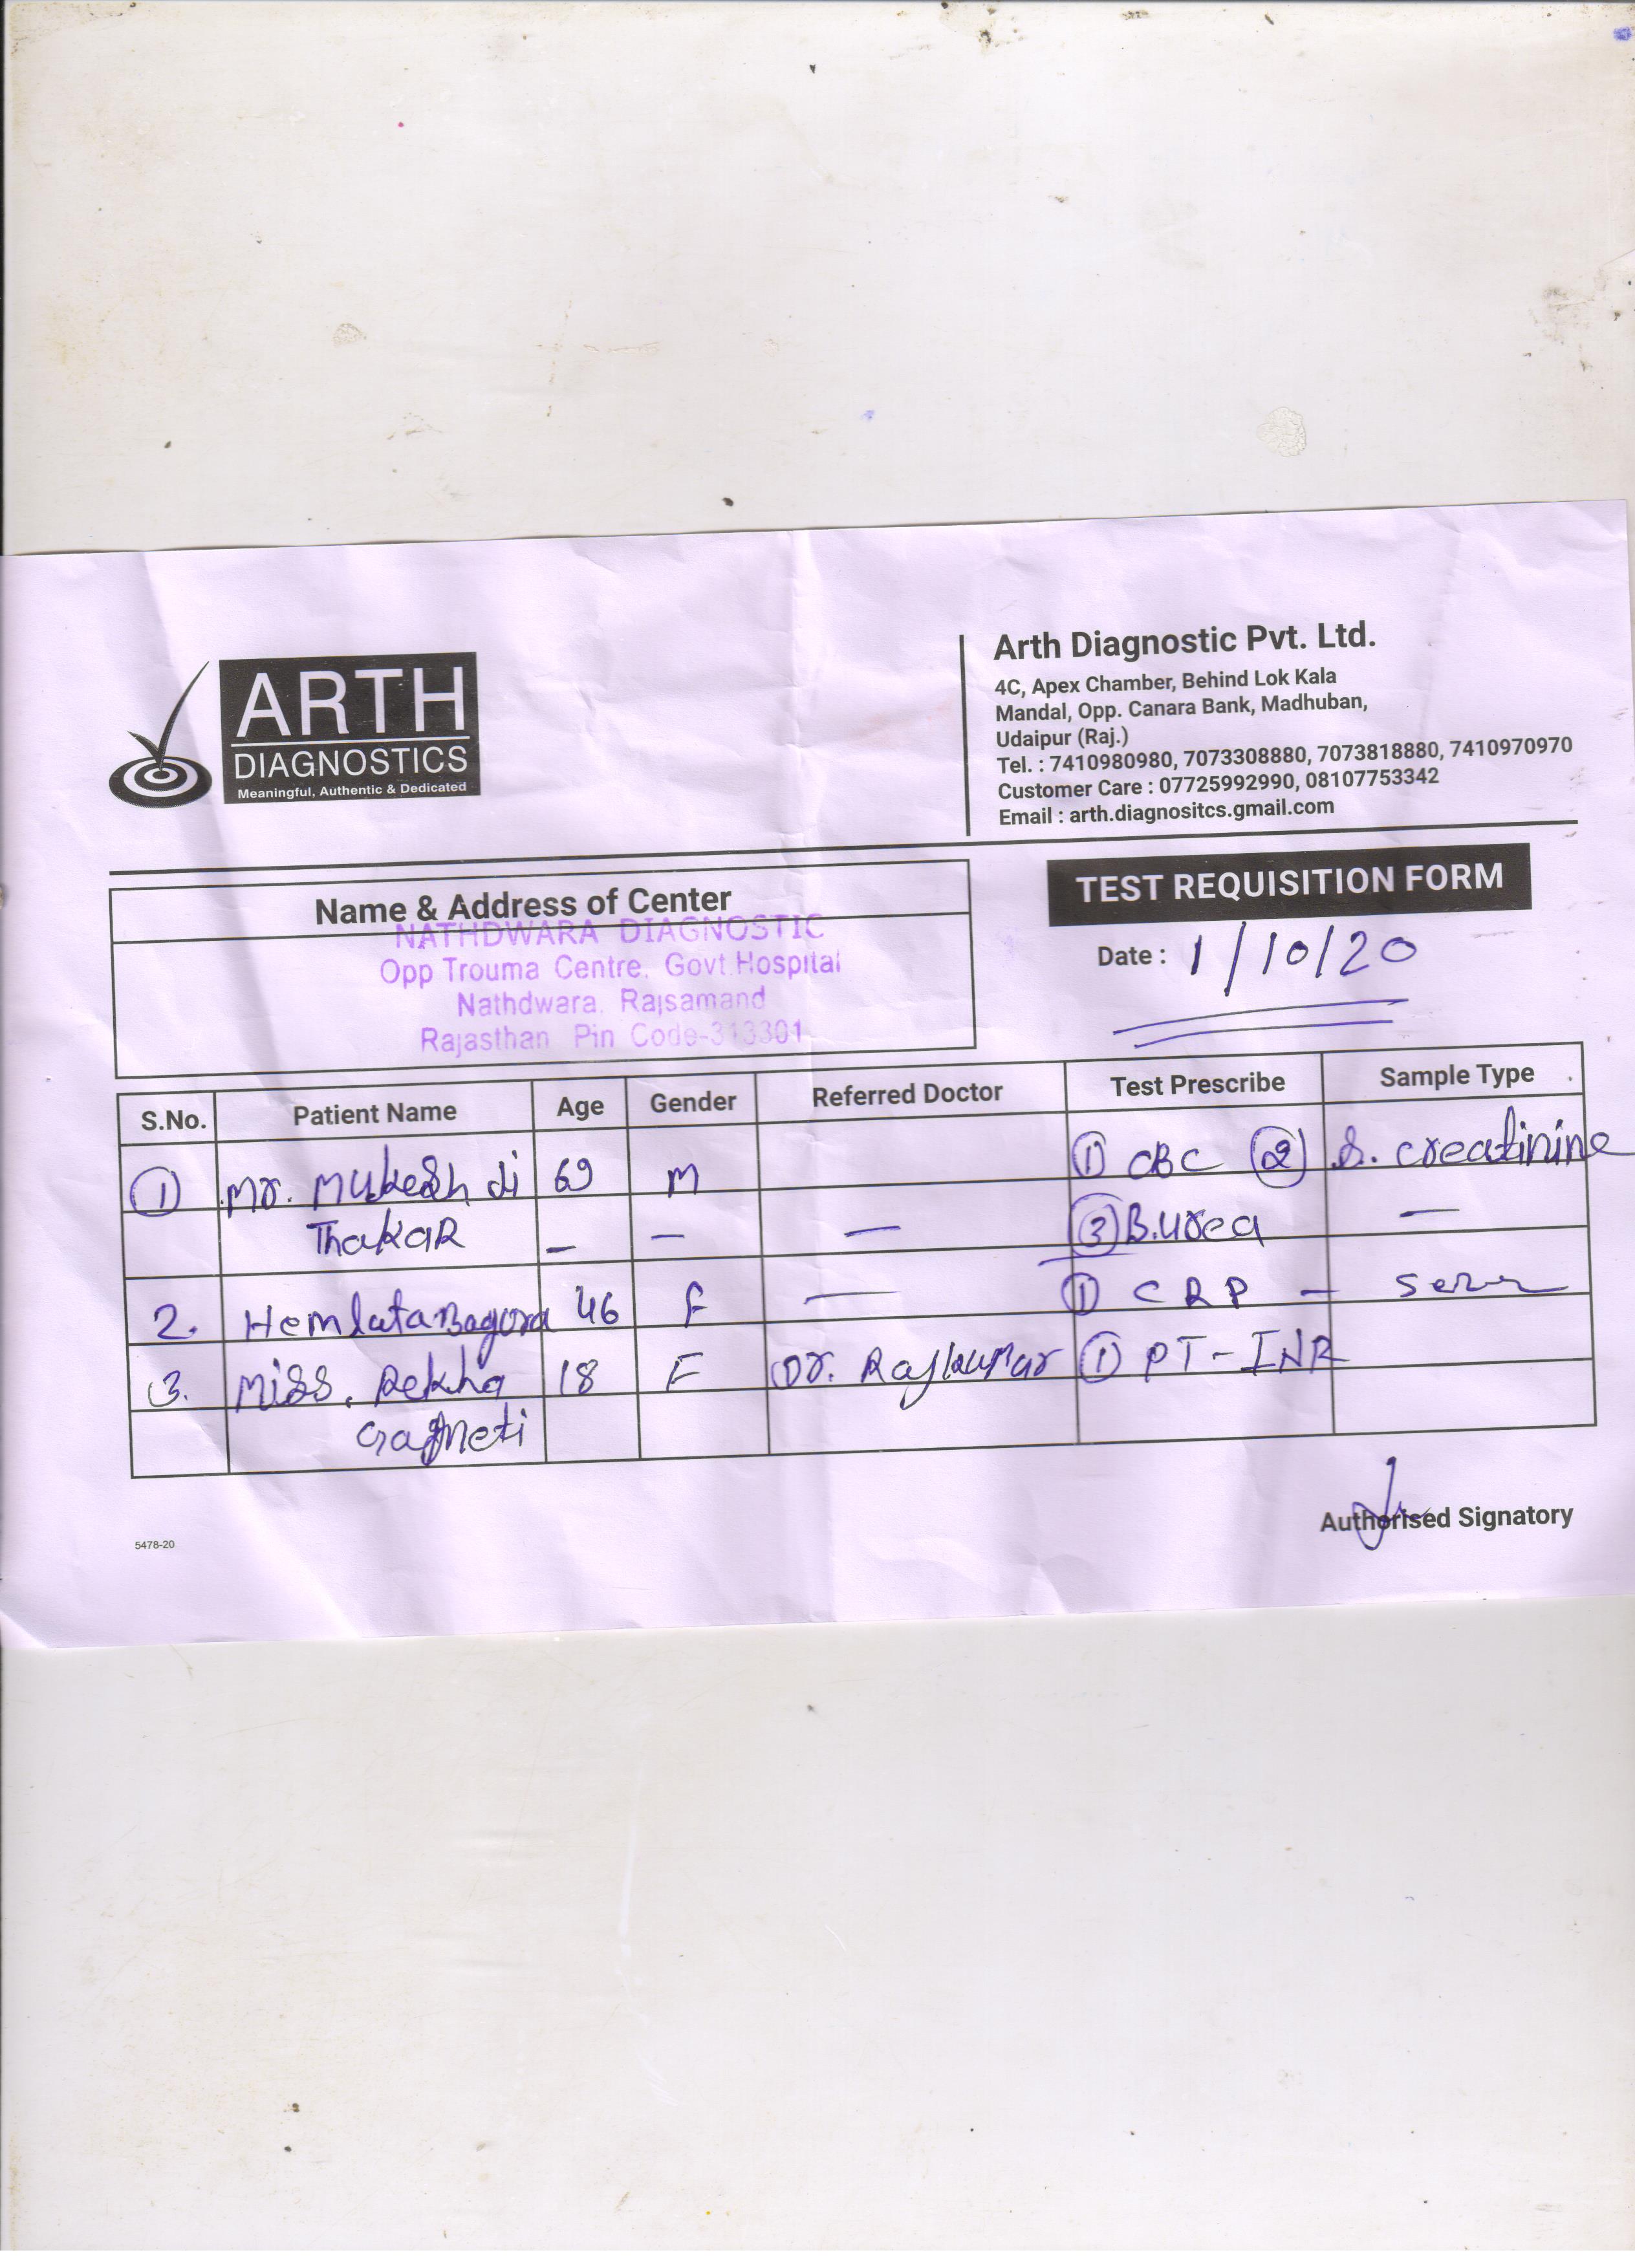 ARTH
DIAGNOSTICS
Meaningful, Authentic & Dedicated
Arth Diagnostic Pvt. Ltd.
4C, Apex Chamber, Behind Lok Kala
Mandal, Opp. Canara Bank, Madhuban,
Udaipur (Raj.)
Tel. : 7410980980, 7073308880, 7073818880, 7410970970
Customer Care : 07725992990, 08107753342
Email : arth.diagnositcs.gmail.com
Name & Address of Center
NATHDWARA DIAGNOSTIC
Opp Trouma Centre. Govt.Hospital
Nathdwara. Rajsamand
Rajasthan Pin Code-313301
TEST REQUISITION FORM
Date : 1/10/20
S.No. Patient Name Age Gender Referred Doctor Test Prescribe Sample Type
① Mr. Mukesh Ji 69 M ① CBC ② S. creatinine
Thakar — — — ③ B.urea —
2. Hemlata Bagora 46 F — ① CRP —
3. Miss. Rekha 18 F Dr. Rajkumar ① PT-INR
Authorised Signatory
5478-20